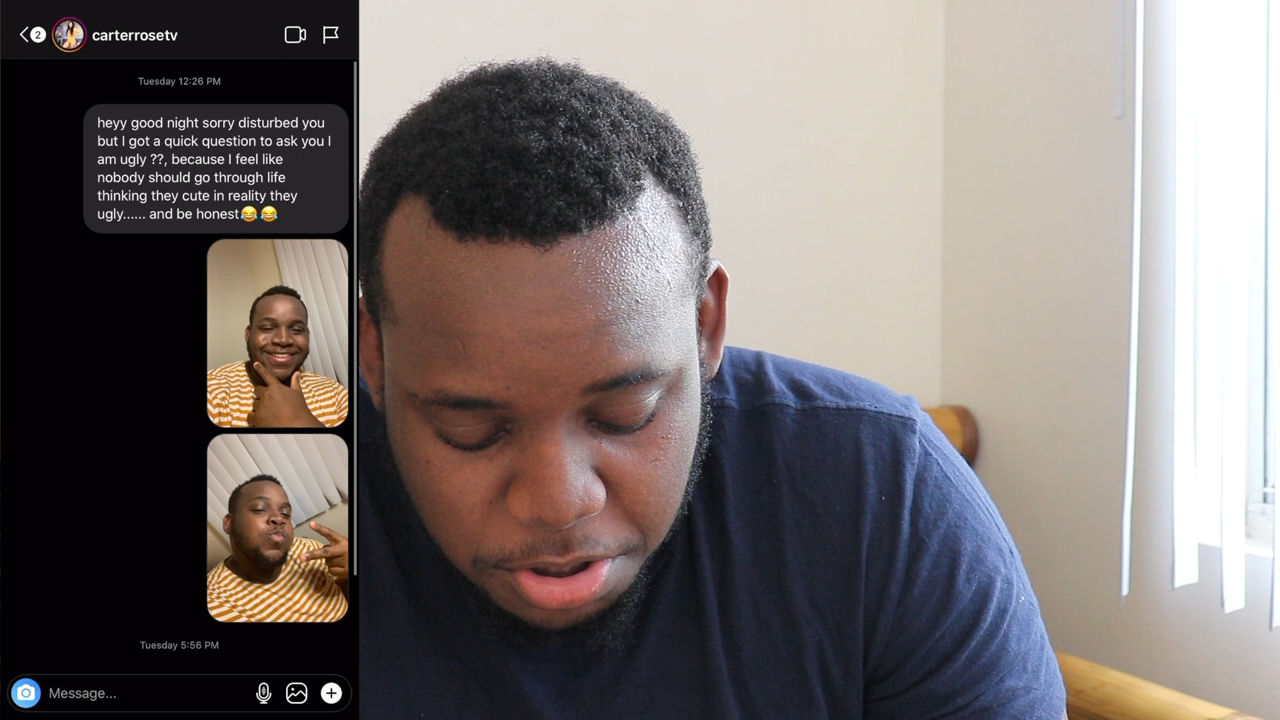 2 carterrosetv
Tuesday 12:26 PM
heyy good night sorry disturbed you
but I got a quick question to ask you I
am ugly ??, because I feel like
nobody should go through life
thinking they cute in reality they
ugly...... and be honest😂😂
Tuesday 5:56 PM
Message...